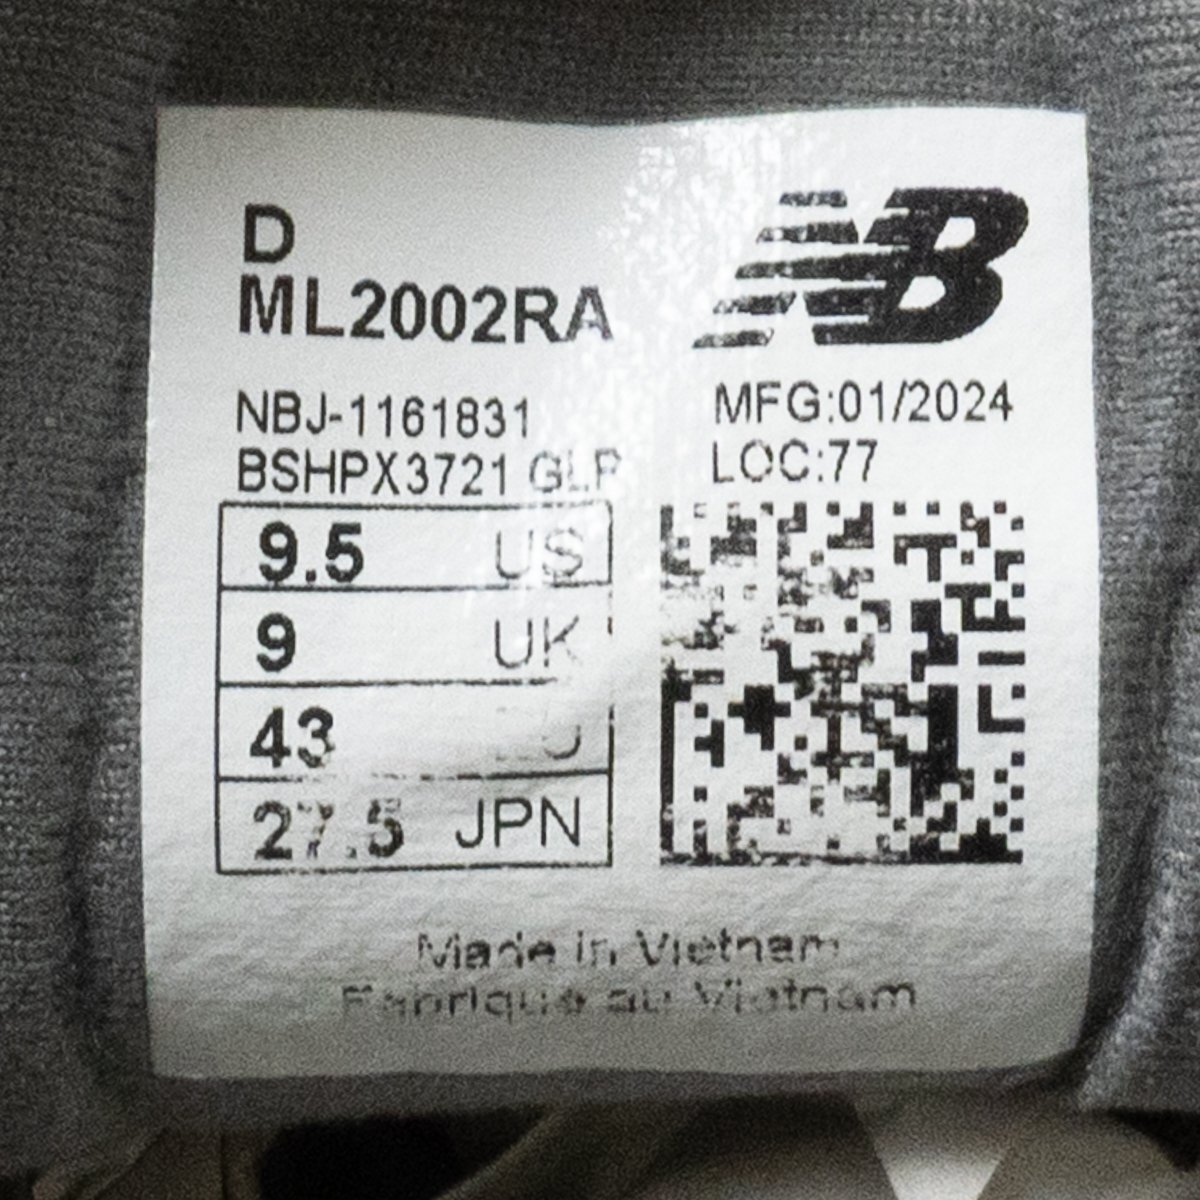 D
ML2002RA
NB
NBJ-1161831
MFG:01/2024
BSHPX3721
LOC:77
9.5 US
9 UK
43
27.5 JPN
Made in Vietnam
Fabriqué au Vietnam